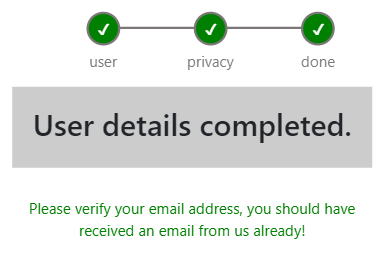 user privacy done
User details completed.
Please verify your email address, you should have
received an email from us already!